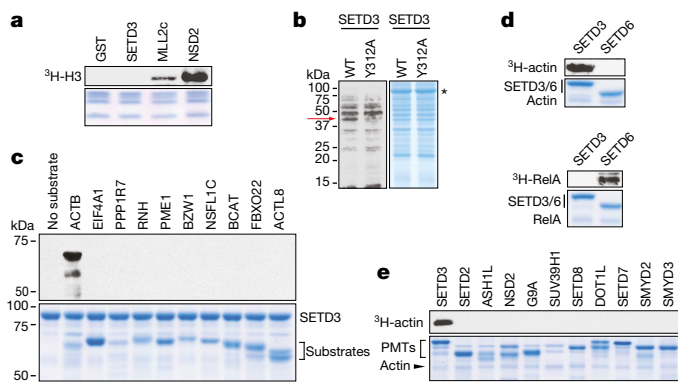 a
GST
SETD3
MLL2c
NSD2
³H-H3
b
SETD3 SETD3
WT
Y312A
WT
Y312A
kDa
100
75
50
37
25
20
15
*
c
No substrate
ACTB
EIF4A1
PPP1R7
RNH
PME1
BZW1
NSFL1C
BCAT
FBXO22
ACTL8
kDa
75
50
100
75
50
SETD3
Substrates
d
SETD3
SETD6
³H-actin
SETD3/6
Actin
SETD3
SETD6
³H-RelA
SETD3/6
RelA
e
SETD3
SETD2
ASH1L
NSD2
G9A
SUV39H1
SETD8
DOT1L
SETD7
SMYD2
SMYD3
³H-actin
PMTs
Actin